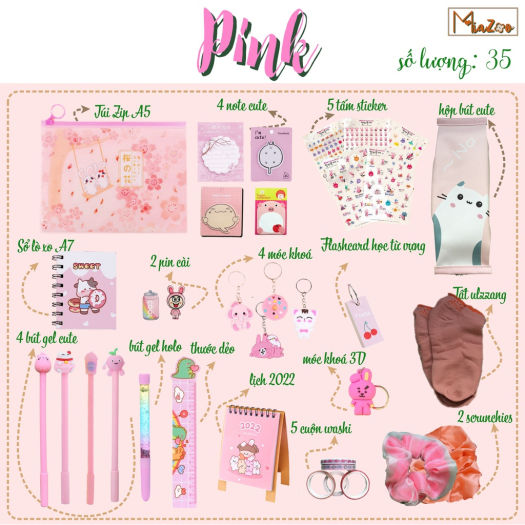 Pink
MiaZoo
số lượng: 35
Túi Zip A5
4 note cute
5 tấm sticker
hộp bút cute
Sổ lò xo A7
SWEET
2 pin cài
4 móc khoá
Flashcard học từ vựng
Tất ulzzang
4 bút gel cute
bút gel holo
thước dẻo
lịch 2022
2022
móc khoá 3D
5 cuộn washi
2 scrunchies